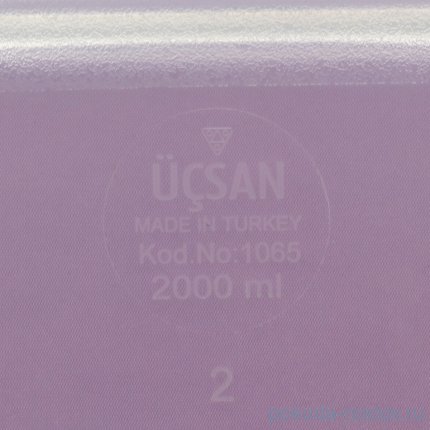 ÜÇSAN
MADE IN TURKEY
Kod.No:1065
2000 ml
2